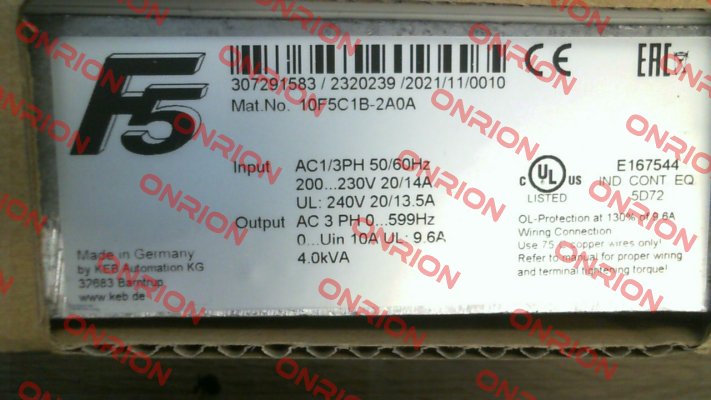 F5
307291583 / 2320239 /2021/11/0010
Mat.No. 10F5C1B-2A0A
CE
EAC
Input AC1/3PH 50/60Hz
200...230V 20/14A
UL: 240V 20/13.5A
Output AC 3 PH 0...599Hz
0...Uin 10A UL: 9.6A
4.0kVA
C UL US
LISTED
E167544
IND CONT EQ
5D72
OL-Protection at 130% of 9.6A
Wiring Connection
Use 75 copper wires only!
Refer to manual for proper wiring
and terminal tightening torque!
Made in Germany
by KEB Automation KG
32683 Barntrup
www.keb.de
ONRION